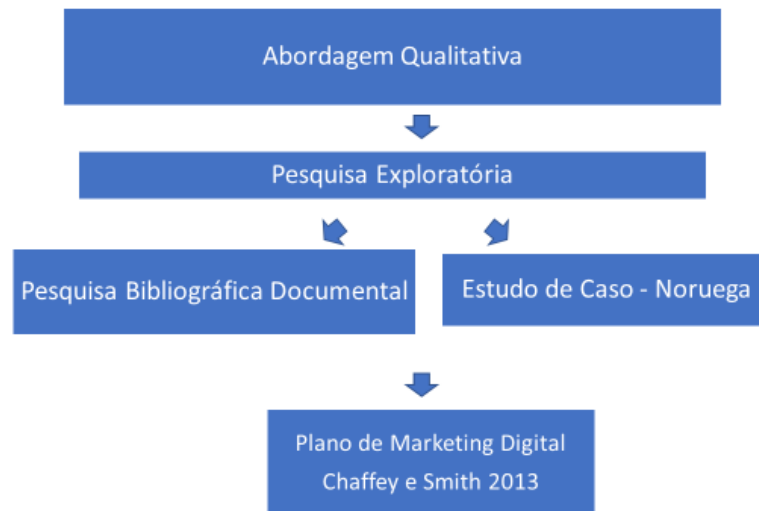 Abordagem Qualitativa
Pesquisa Exploratória
Pesquisa Bibliográfica Documental
Estudo de Caso - Noruega
Plano de Marketing Digital
Chaffey e Smith 2013